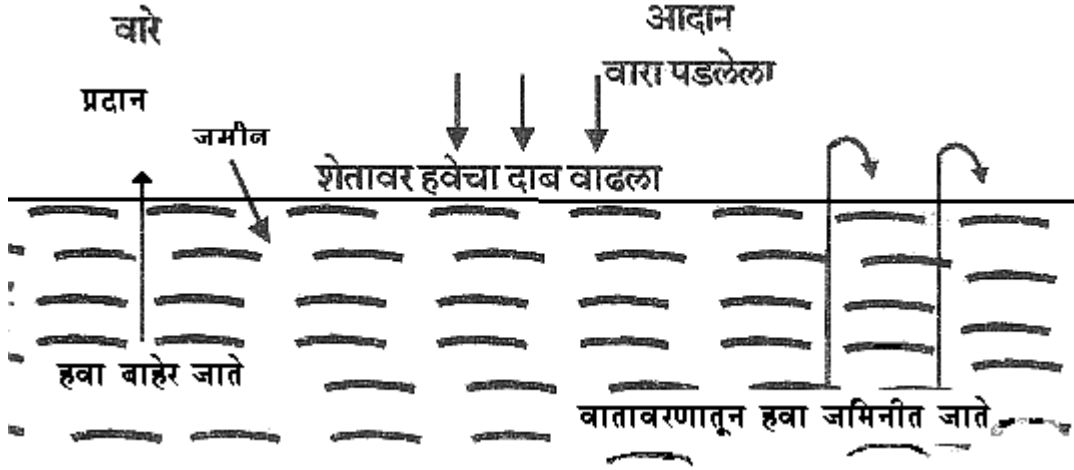 वारे
आदान
वारा पडलेला
प्रदान
जमीन
शेतावर हवेचा दाब वाढला
हवा बाहेर जाते
वातावरणातून हवा जमिनीत जाते